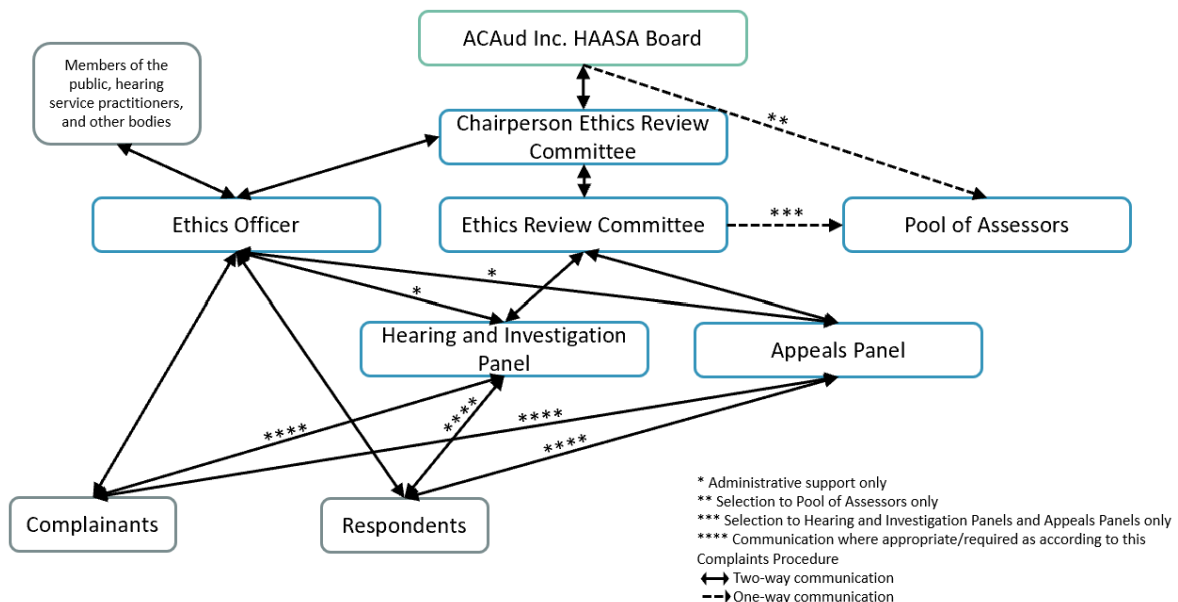 ACAud Inc. HAASA Board
Members of the
public, hearing
service practitioners,
and other bodies
**
Chairperson Ethics Review
Committee
Ethics Officer
Ethics Review Committee
***
Pool of Assessors
*
*
Hearing and Investigation
Panel
Appeals Panel
****
****
****
****
Complainants
Respondents
* Administrative support only
** Selection to Pool of Assessors only
*** Selection to Hearing and Investigation Panels and Appeals Panels only
**** Communication where appropriate/required as according to this
Complaints Procedure
Two-way communication
One-way communication